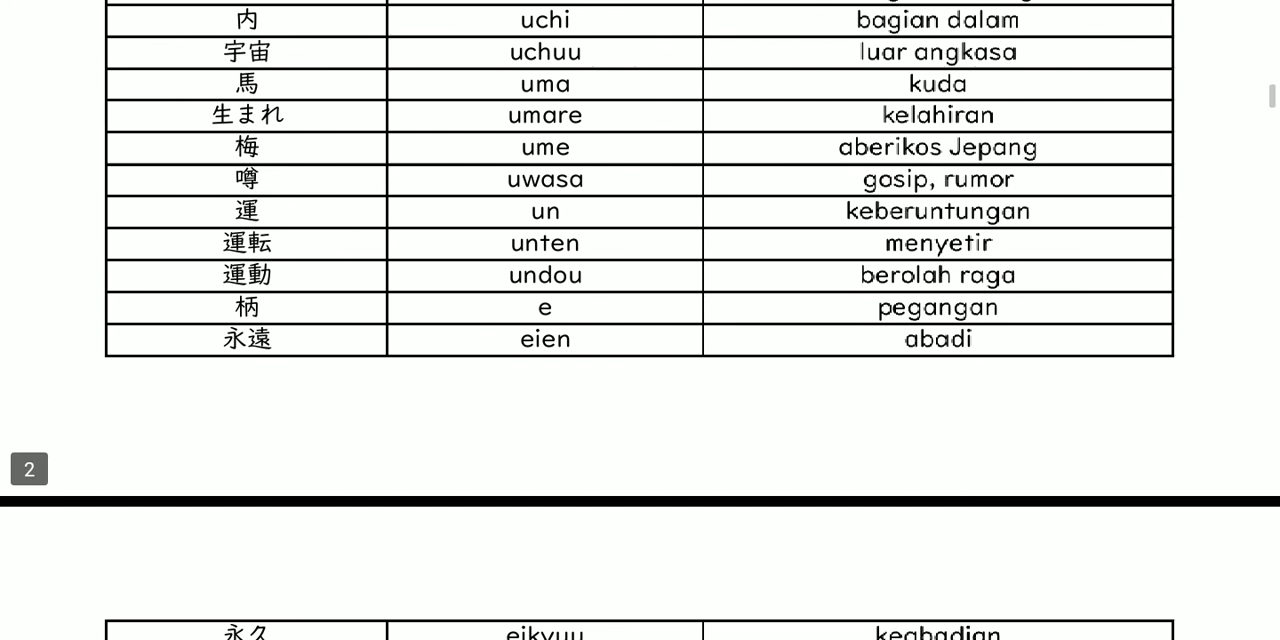 内 uchi bagian dalam
宇宙 uchuu luar angkasa
馬 uma kuda
生まれ umare kelahiran
梅 ume aberikos Jepang
噂 uwasa gosip, rumor
運 un keberuntungan
運転 unten menyetir
運動 undou berolah raga
柄 e pegangan
永遠 eien abadi
2
永久 eikyuu keabadian